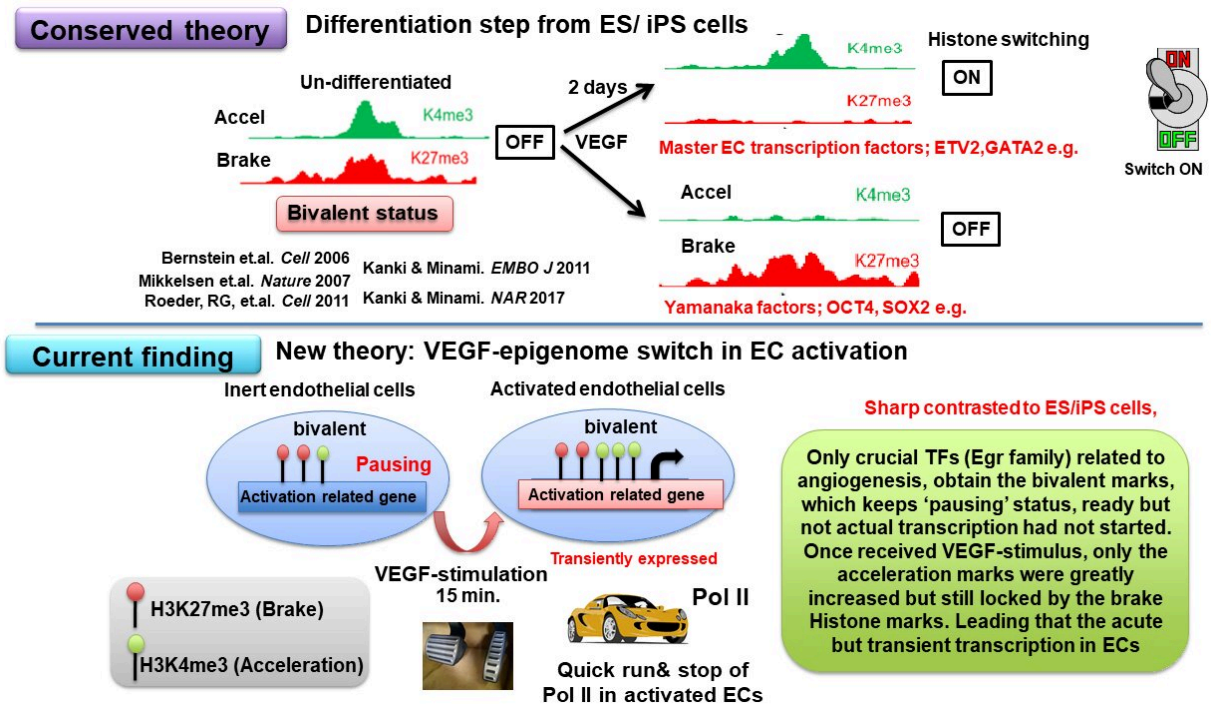 Conserved theory
Differentiation step from ES/ iPS cells
Un-differentiated
Accel
K4me3
Brake
K27me3
Bivalent status
OFF
2 days
VEGF
K4me3
K27me3
Histone switching
ON
Master EC transcription factors; ETV2,GATA2 e.g.
Accel
K4me3
Brake
K27me3
OFF
Yamanaka factors; OCT4, SOX2 e.g.
ON
OFF
Switch ON
Bernstein et.al. Cell 2006
Mikkelsen et.al. Nature 2007
Roeder, RG, et.al. Cell 2011
Kanki & Minami. EMBO J 2011
Kanki & Minami. NAR 2017
Current finding
New theory: VEGF-epigenome switch in EC activation
Inert endothelial cells
bivalent
Pausing
Activation related gene
Activated endothelial cells
bivalent
Activation related gene
Transiently expressed
VEGF-stimulation
15 min.
H3K27me3 (Brake)
H3K4me3 (Acceleration)
Pol II
Quick run& stop of
Pol II in activated ECs
Sharp contrasted to ES/iPS cells,
Only crucial TFs (Egr family) related to
angiogenesis, obtain the bivalent marks,
which keeps ‘pausing’ status, ready but
not actual transcription had not started.
Once received VEGF-stimulus, only the
acceleration marks were greatly
increased but still locked by the brake
Histone marks. Leading that the acute
but transient transcription in ECs